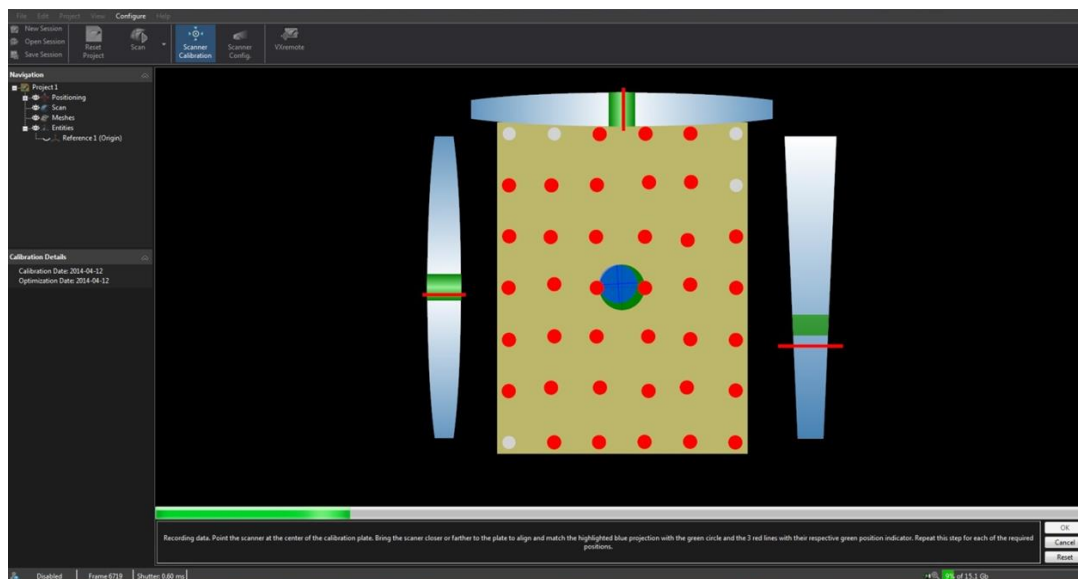 File Edit Project View Configure Help
New Session
Open Session
Save Session
Reset Project
Scan
Scanner Calibration
Scanner Config.
VXremote
Navigation
Project 1
Positioning
Scan
Meshes
Entities
Reference 1 (Origin)
Calibration Details
Calibration Date: 2014-04-12
Optimization Date: 2014-04-12
Recording data. Point the scanner at the center of the calibration plate. Bring the scaner closer or farther to the plate to align and match the highlighted blue projection with the green circle and the 3 red lines with their respective green position indicator. Repeat this step for each of the required
positions.
OK
Cancel
Reset
Disabled Frame 6719 Shutter: 0.60 ms 9% of 15.1 Gb